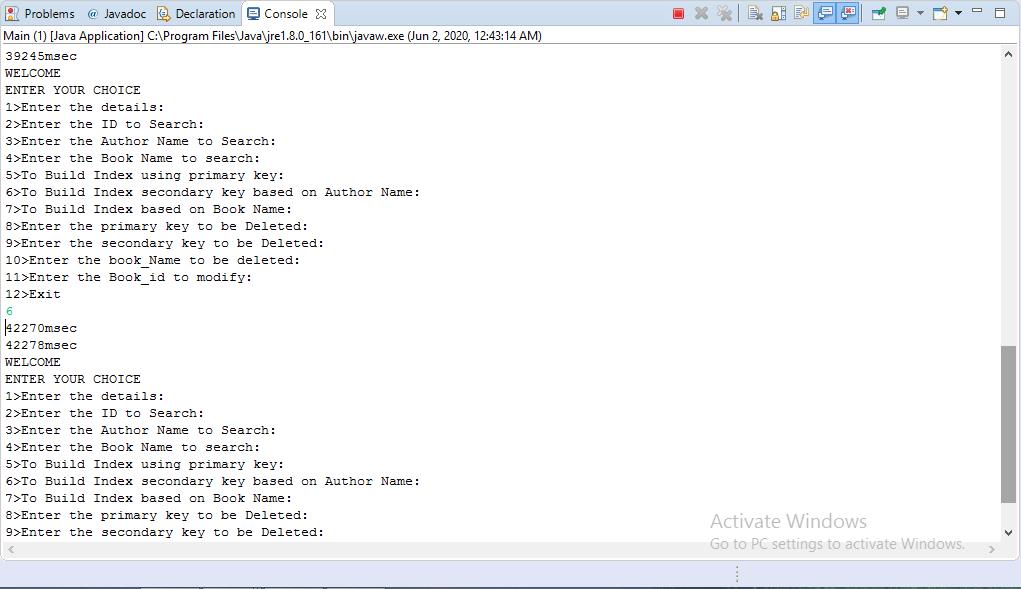 Problems @ Javadoc Declaration Console
Main (1) [Java Application] C:\Program Files\Java\jre1.8.0_161\bin\javaw.exe (Jun 2, 2020, 12:43:14 AM)
39245msec
WELCOME
ENTER YOUR CHOICE
1>Enter the details:
2>Enter the ID to Search:
3>Enter the Author Name to Search:
4>Enter the Book Name to search:
5>To Build Index using primary key:
6>To Build Index secondary key based on Author Name:
7>To Build Index based on Book Name:
8>Enter the primary key to be Deleted:
9>Enter the secondary key to be Deleted:
10>Enter the book_Name to be deleted:
11>Enter the Book_id to modify:
12>Exit
6
42270msec
42278msec
WELCOME
ENTER YOUR CHOICE
1>Enter the details:
2>Enter the ID to Search:
3>Enter the Author Name to Search:
4>Enter the Book Name to search:
5>To Build Index using primary key:
6>To Build Index secondary key based on Author Name:
7>To Build Index based on Book Name:
8>Enter the primary key to be Deleted:
9>Enter the secondary key to be Deleted:
Activate Windows
Go to PC settings to activate Windows.